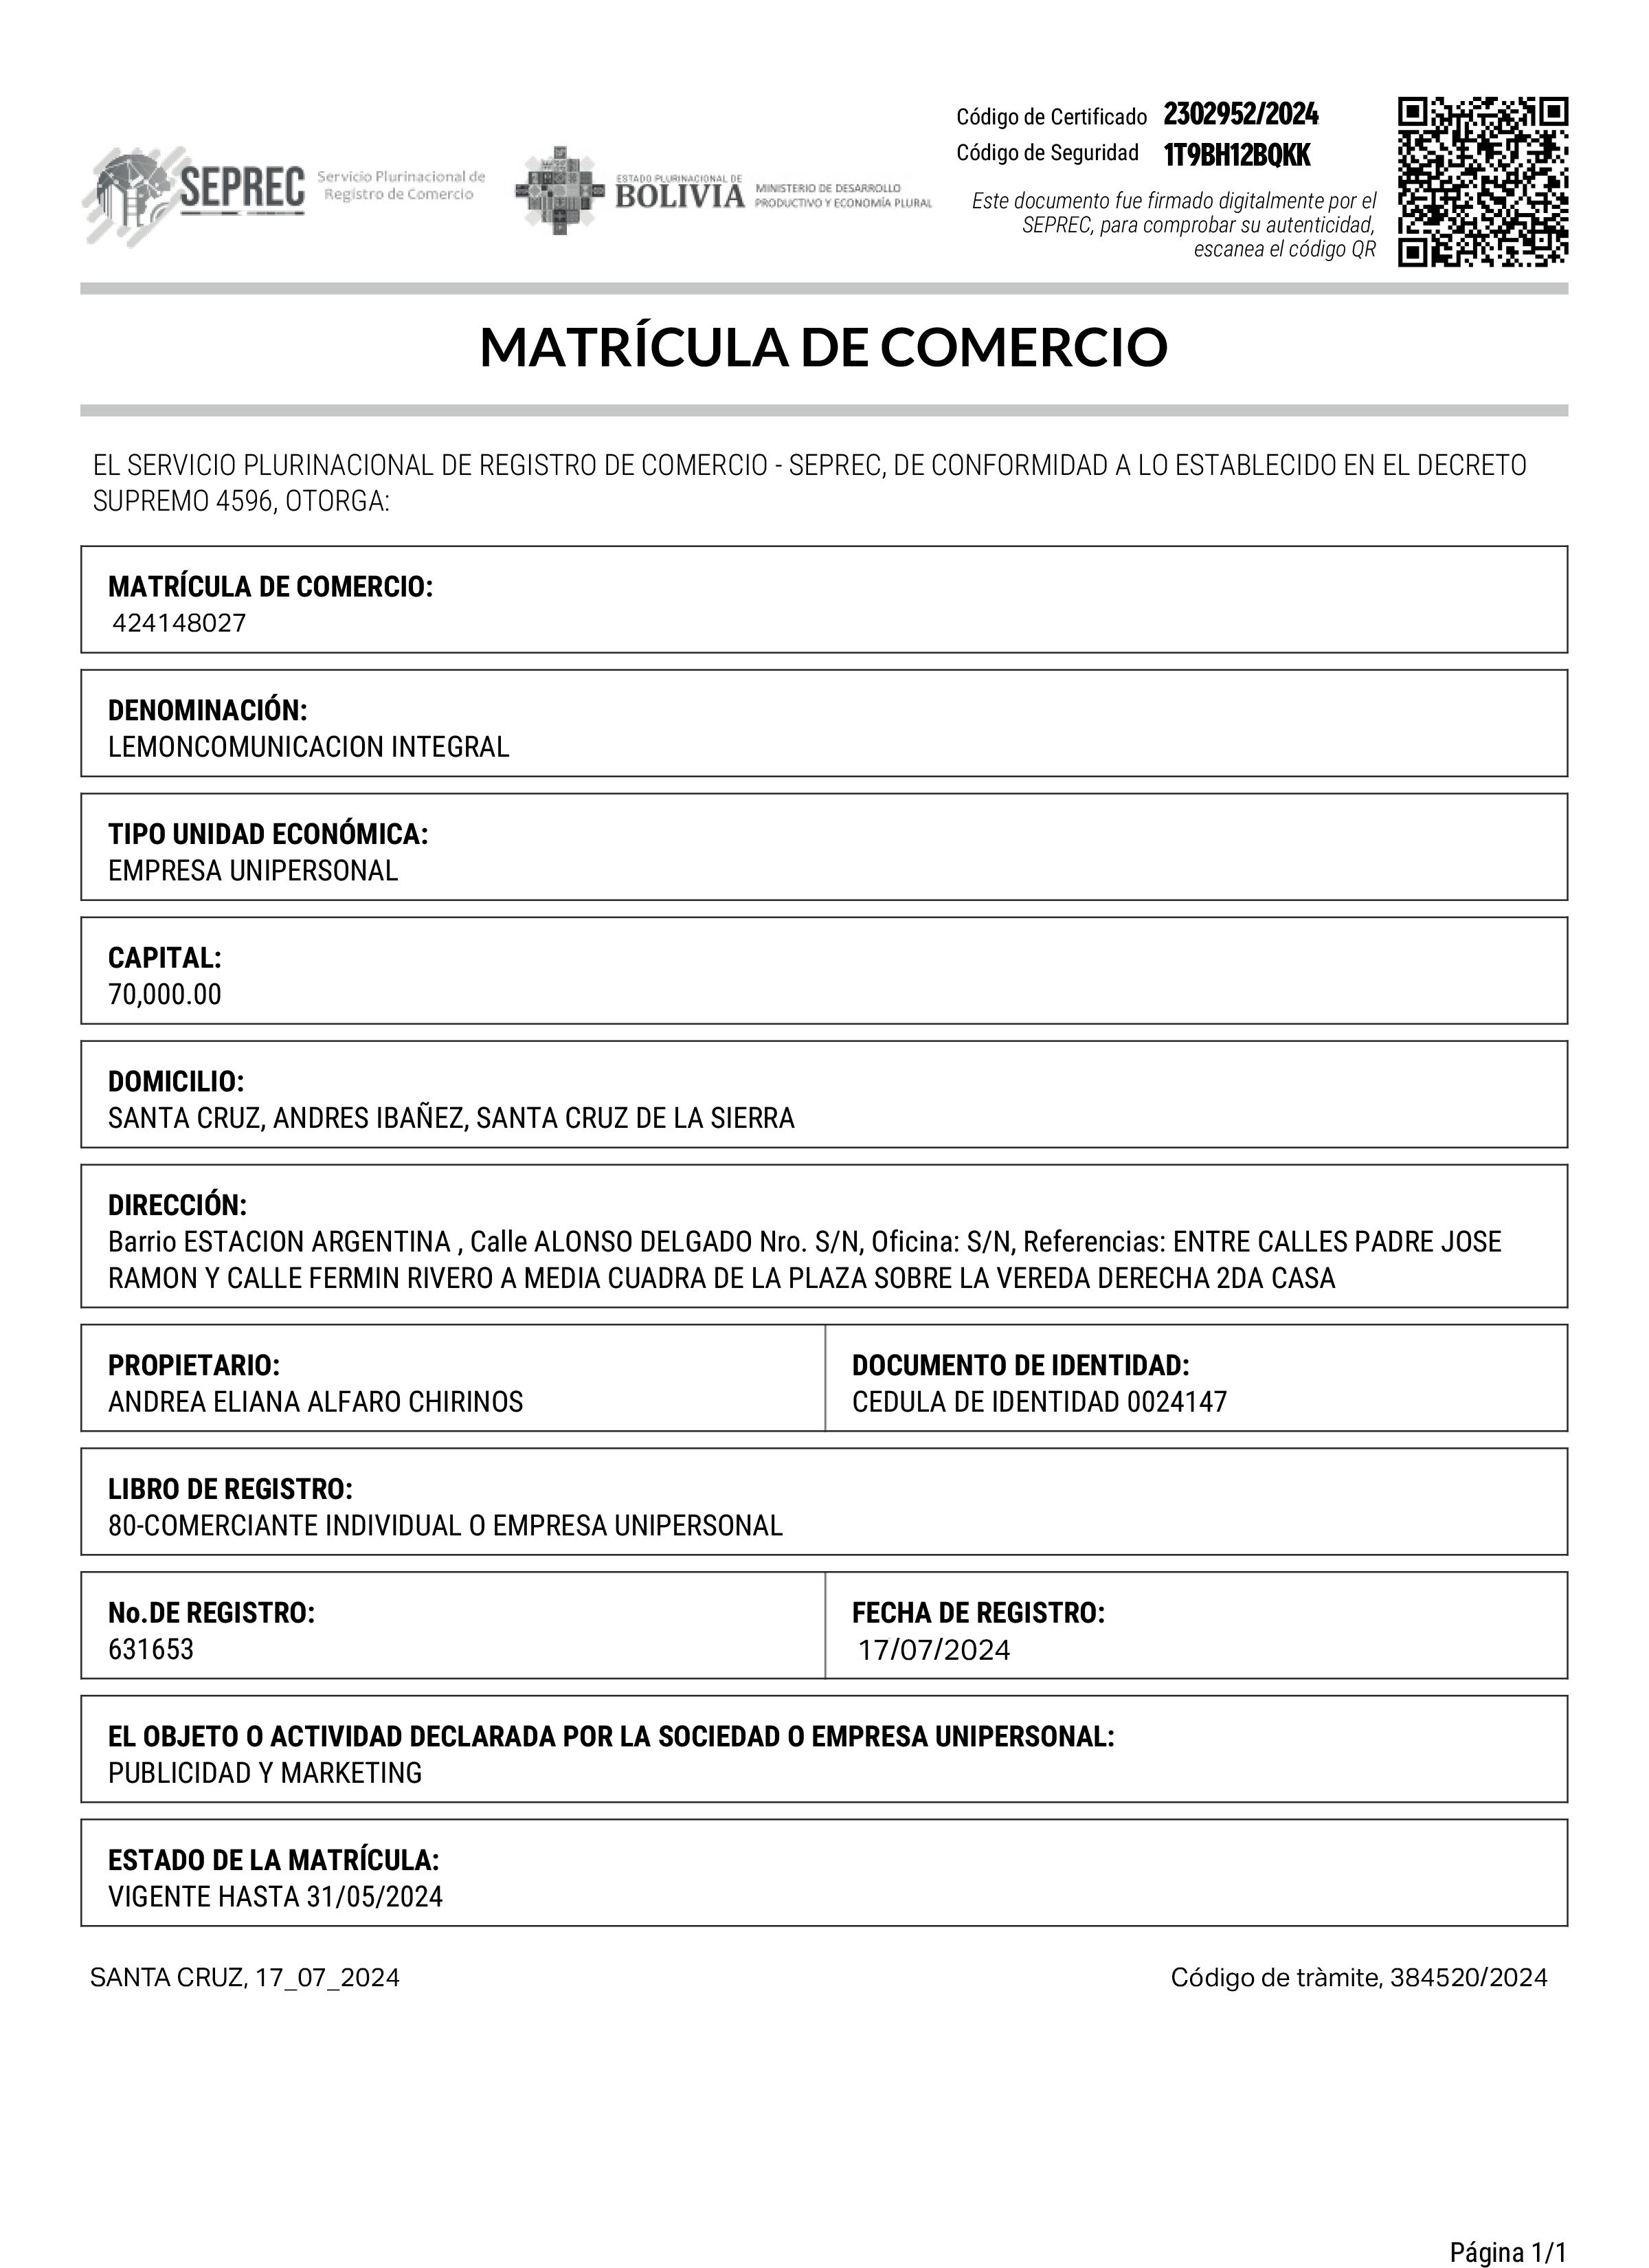 Código de Certificado 2302952/2024
Código de Seguridad 1T9BH12BQKK
SEPREC Servicio Plurinacional de
Registro de Comercio
ESTADO PLURINACIONAL DE
BOLIVIA
MINISTERIO DE DESARROLLO
PRODUCTIVO Y ECONOMÍA PLURAL
Este documento fue firmado digitalmente por el
SEPREC, para comprobar su autenticidad,
escanea el código QR
MATRÍCULA DE COMERCIO
EL SERVICIO PLURINACIONAL DE REGISTRO DE COMERCIO - SEPREC, DE CONFORMIDAD A LO ESTABLECIDO EN EL DECRETO
SUPREMO 4596, OTORGA:
MATRÍCULA DE COMERCIO:
424148027
DENOMINACIÓN:
LEMONCOMUNICACION INTEGRAL
TIPO UNIDAD ECONÓMICA:
EMPRESA UNIPERSONAL
CAPITAL:
70,000.00
DOMICILIO:
SANTA CRUZ, ANDRES IBAÑEZ, SANTA CRUZ DE LA SIERRA
DIRECCIÓN:
Barrio ESTACION ARGENTINA , Calle ALONSO DELGADO Nro. S/N, Oficina: S/N, Referencias: ENTRE CALLES PADRE JOSE
RAMON Y CALLE FERMIN RIVERO A MEDIA CUADRA DE LA PLAZA SOBRE LA VEREDA DERECHA 2DA CASA
PROPIETARIO:
ANDREA ELIANA ALFARO CHIRINOS
DOCUMENTO DE IDENTIDAD:
CEDULA DE IDENTIDAD 0024147
LIBRO DE REGISTRO:
80-COMERCIANTE INDIVIDUAL O EMPRESA UNIPERSONAL
No.DE REGISTRO:
631653
FECHA DE REGISTRO:
17/07/2024
EL OBJETO O ACTIVIDAD DECLARADA POR LA SOCIEDAD O EMPRESA UNIPERSONAL:
PUBLICIDAD Y MARKETING
ESTADO DE LA MATRÍCULA:
VIGENTE HASTA 31/05/2024
SANTA CRUZ, 17_07_2024
Código de tràmite, 384520/2024
Página 1/1